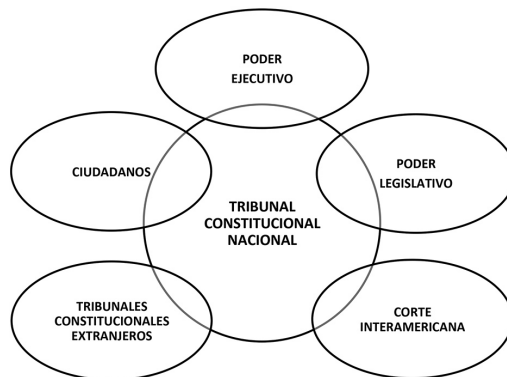 PODER
EJECUTIVO
CIUDADANOS
PODER
LEGISLATIVO
TRIBUNAL
CONSTITUCIONAL
NACIONAL
TRIBUNALES
CONSTITUCIONALES
EXTRANJEROS
CORTE
INTERAMERICANA